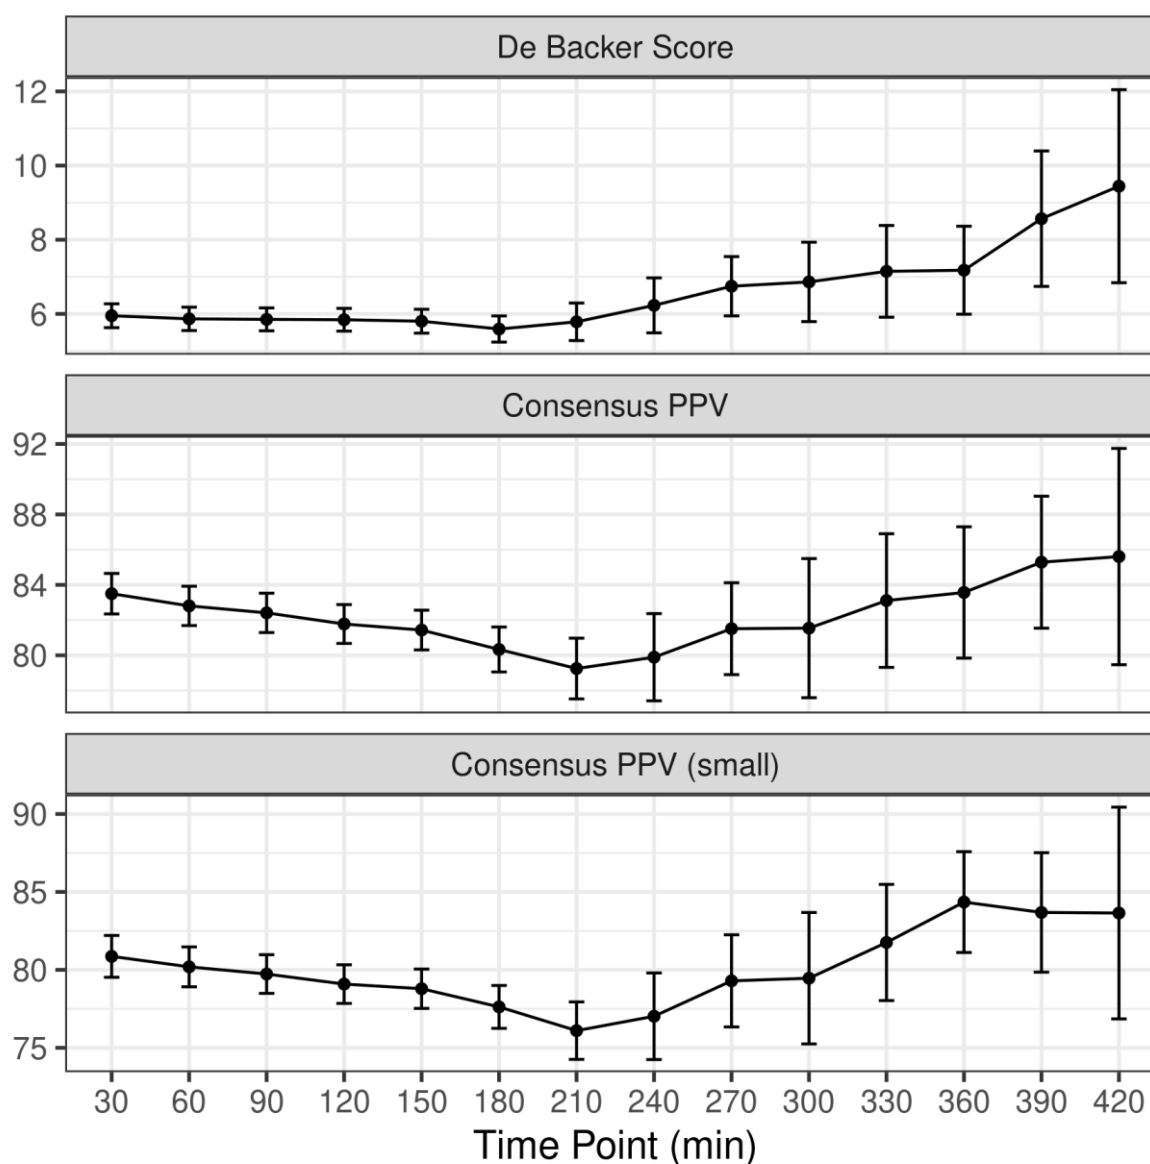 De Backer Score
12
10
8
6
Consensus PPV
92
88
84
80
Consensus PPV (small)
90
85
80
75
30 60 90 120 150 180 210 240 270 300 330 360 390 420
Time Point (min)